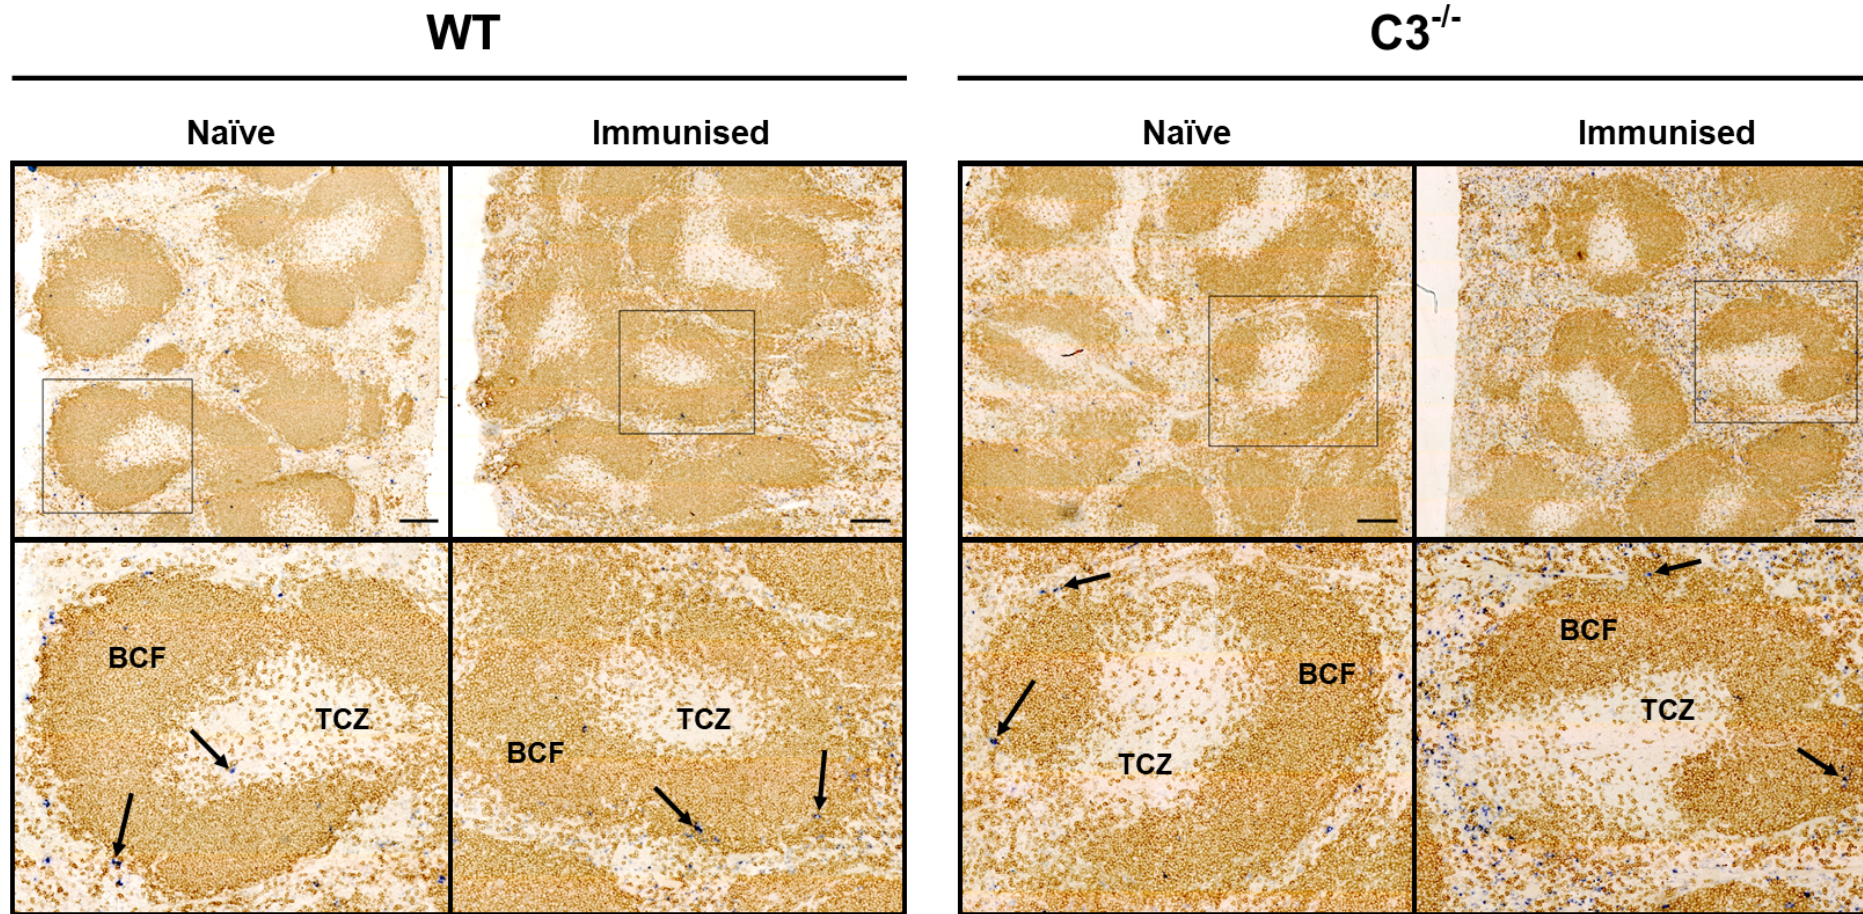 WT
C3-/-
Naïve
Immunised
Naïve
Immunised
BCF
TCZ
BCF
TCZ
BCF
TCZ
BCF
TCZ